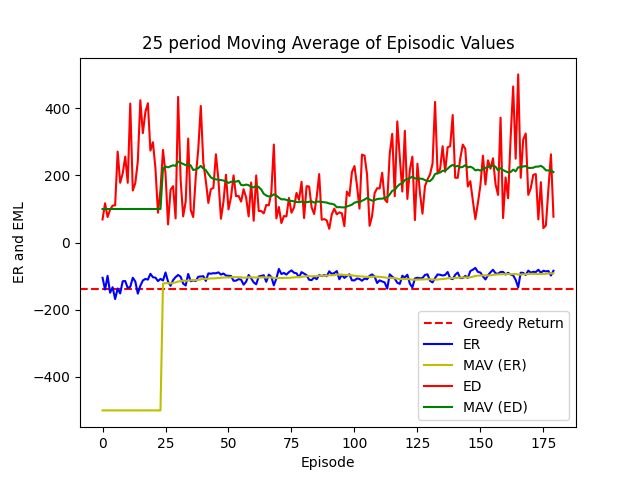 25 period Moving Average of Episodic Values
ER and EML
400
200
0
−200
−400
Greedy Return
ER
MAV (ER)
ED
MAV (ED)
0 25 50 75 100 125 150 175
Episode